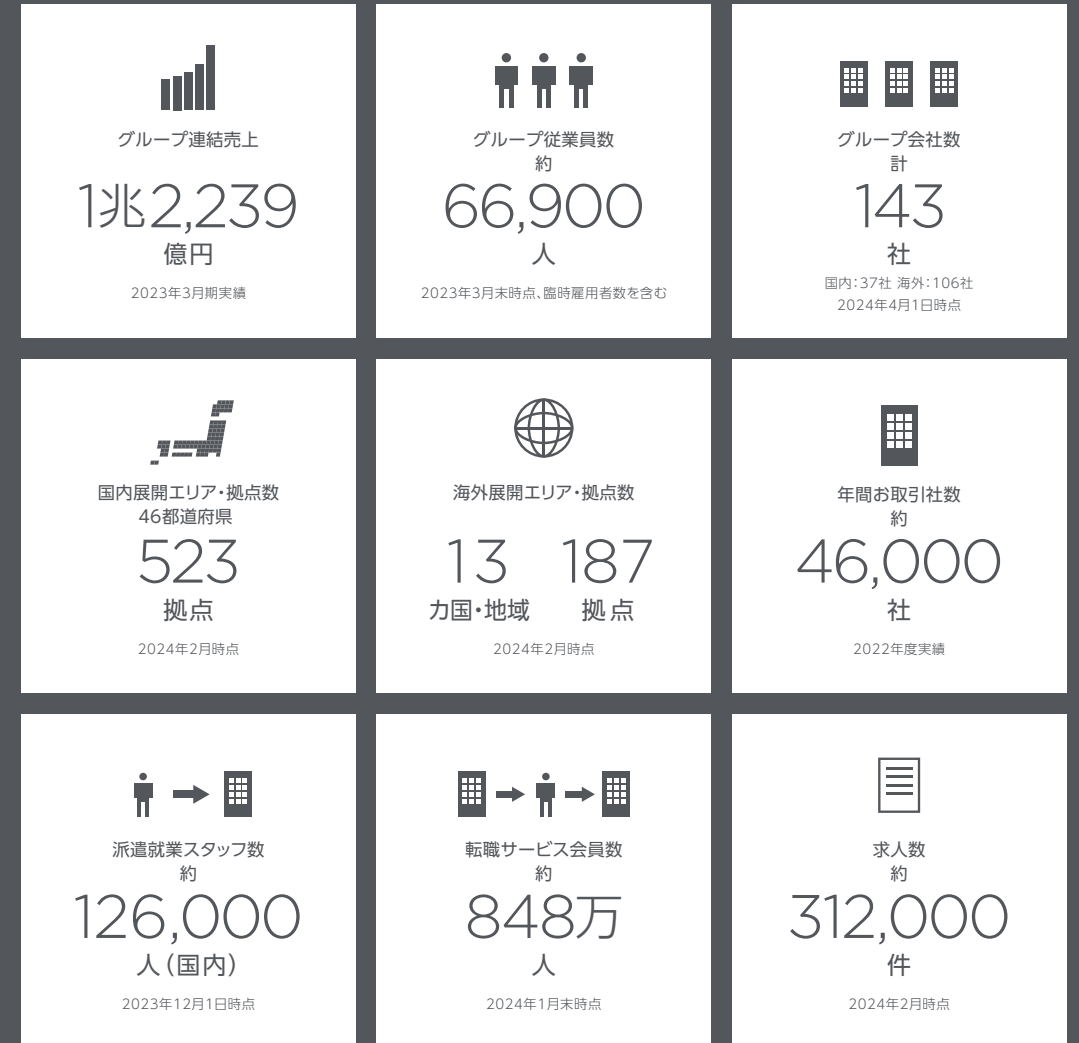 グループ連結売上
1兆2,239
億円
2023年3月期実績
グループ従業員数
約
66,900
人
2023年3月末時点、臨時雇用者数を含む
グループ会社数
計
143
社
国内：37社 海外：106社
2024年4月1日時点
国内展開エリア・拠点数
46都道府県
523
拠点
2024年2月時点
海外展開エリア・拠点数
13 187
カ国・地域 拠点
2024年2月時点
年間お取引社数
約
46,000
社
2022年度実績
派遣就業スタッフ数
約
126,000
人（国内）
2023年12月1日時点
転職サービス会員数
約
848万
人
2024年1月末時点
求人数
約
312,000
件
2024年2月時点